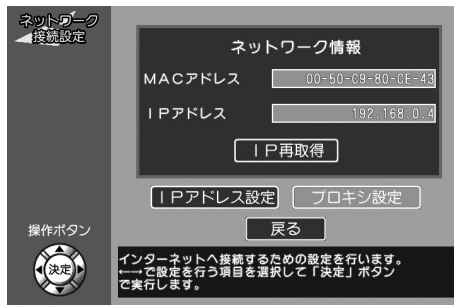 ネットワーク
接続設定
ネットワーク情報
MACアドレス 00-50-C9-80-CE-43
IPアドレス 192.168.0.4
IP再取得
IPアドレス設定 プロキシ設定
戻る
操作ボタン
決定
インターネットへ接続するための設定を行います。
←→で設定を行う項目を選択して「決定」ボタン
で実行します。